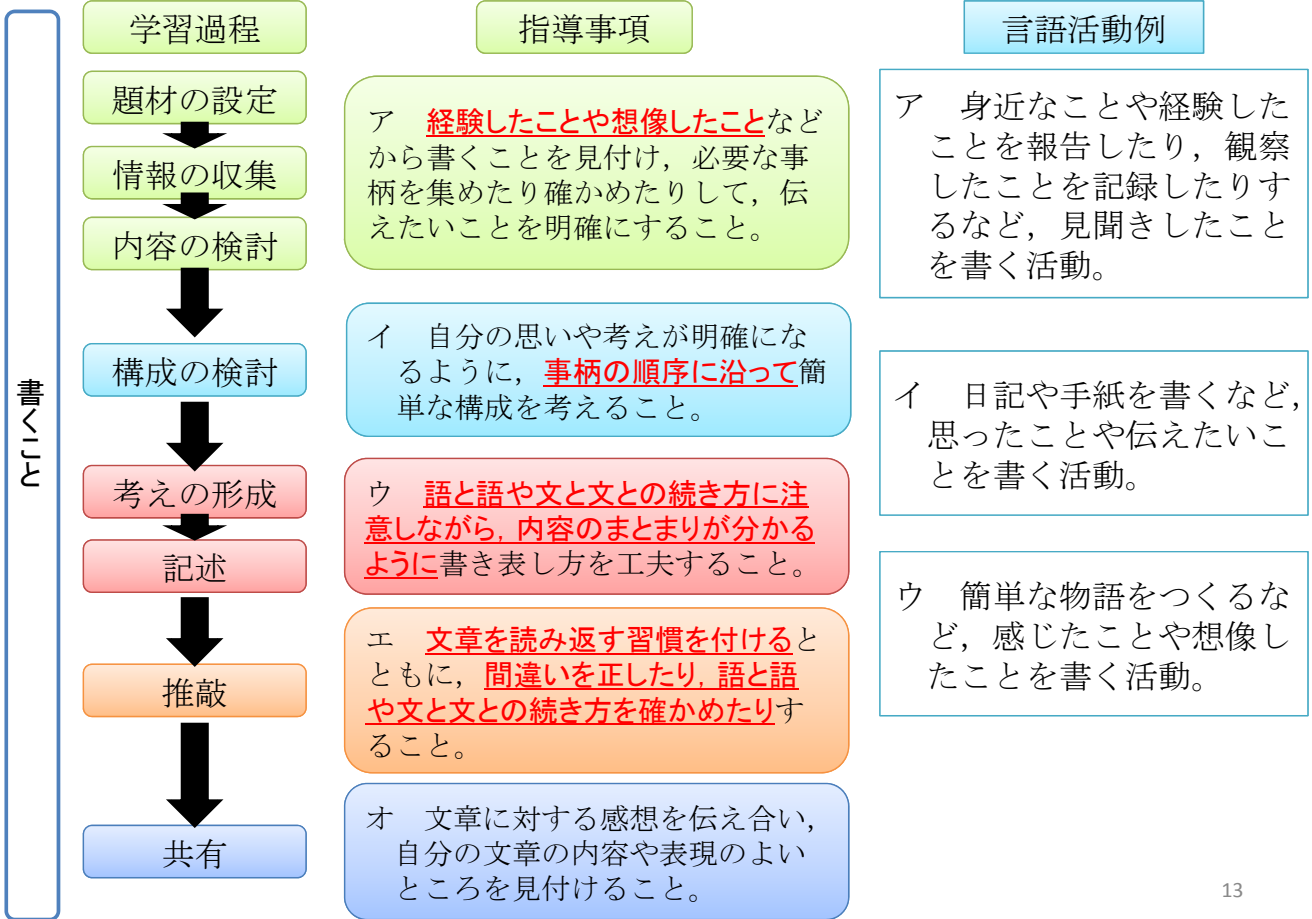 書くこと
学習過程
題材の設定
情報の収集
内容の検討
構成の検討
考えの形成
記述
推敲
共有
指導事項
ア　経験したことや想像したことなど
から書くことを見付け，必要な事
柄を集めたり確かめたりして，伝
えたいことを明確にすること。
イ　自分の思いや考えが明確にな
るように，事柄の順序に沿って簡
単な構成を考えること。
ウ　語と語や文と文との続き方に注
意しながら，内容のまとまりが分かる
ように書き表し方を工夫すること。
エ　文章を読み返す習慣を付けると
ともに，間違いを正したり，語と語
や文と文との続き方を確かめたりす
ること。
オ　文章に対する感想を伝え合い，
自分の文章の内容や表現のよい
ところを見付けること。
言語活動例
ア　身近なことや経験した
ことを報告したり，観察
したことを記録したりす
るなど，見聞きしたこと
を書く活動。
イ　日記や手紙を書くなど，
思ったことや伝えたいこ
とを書く活動。
ウ　簡単な物語をつくるな
ど，感じたことや想像し
たことを書く活動。
13